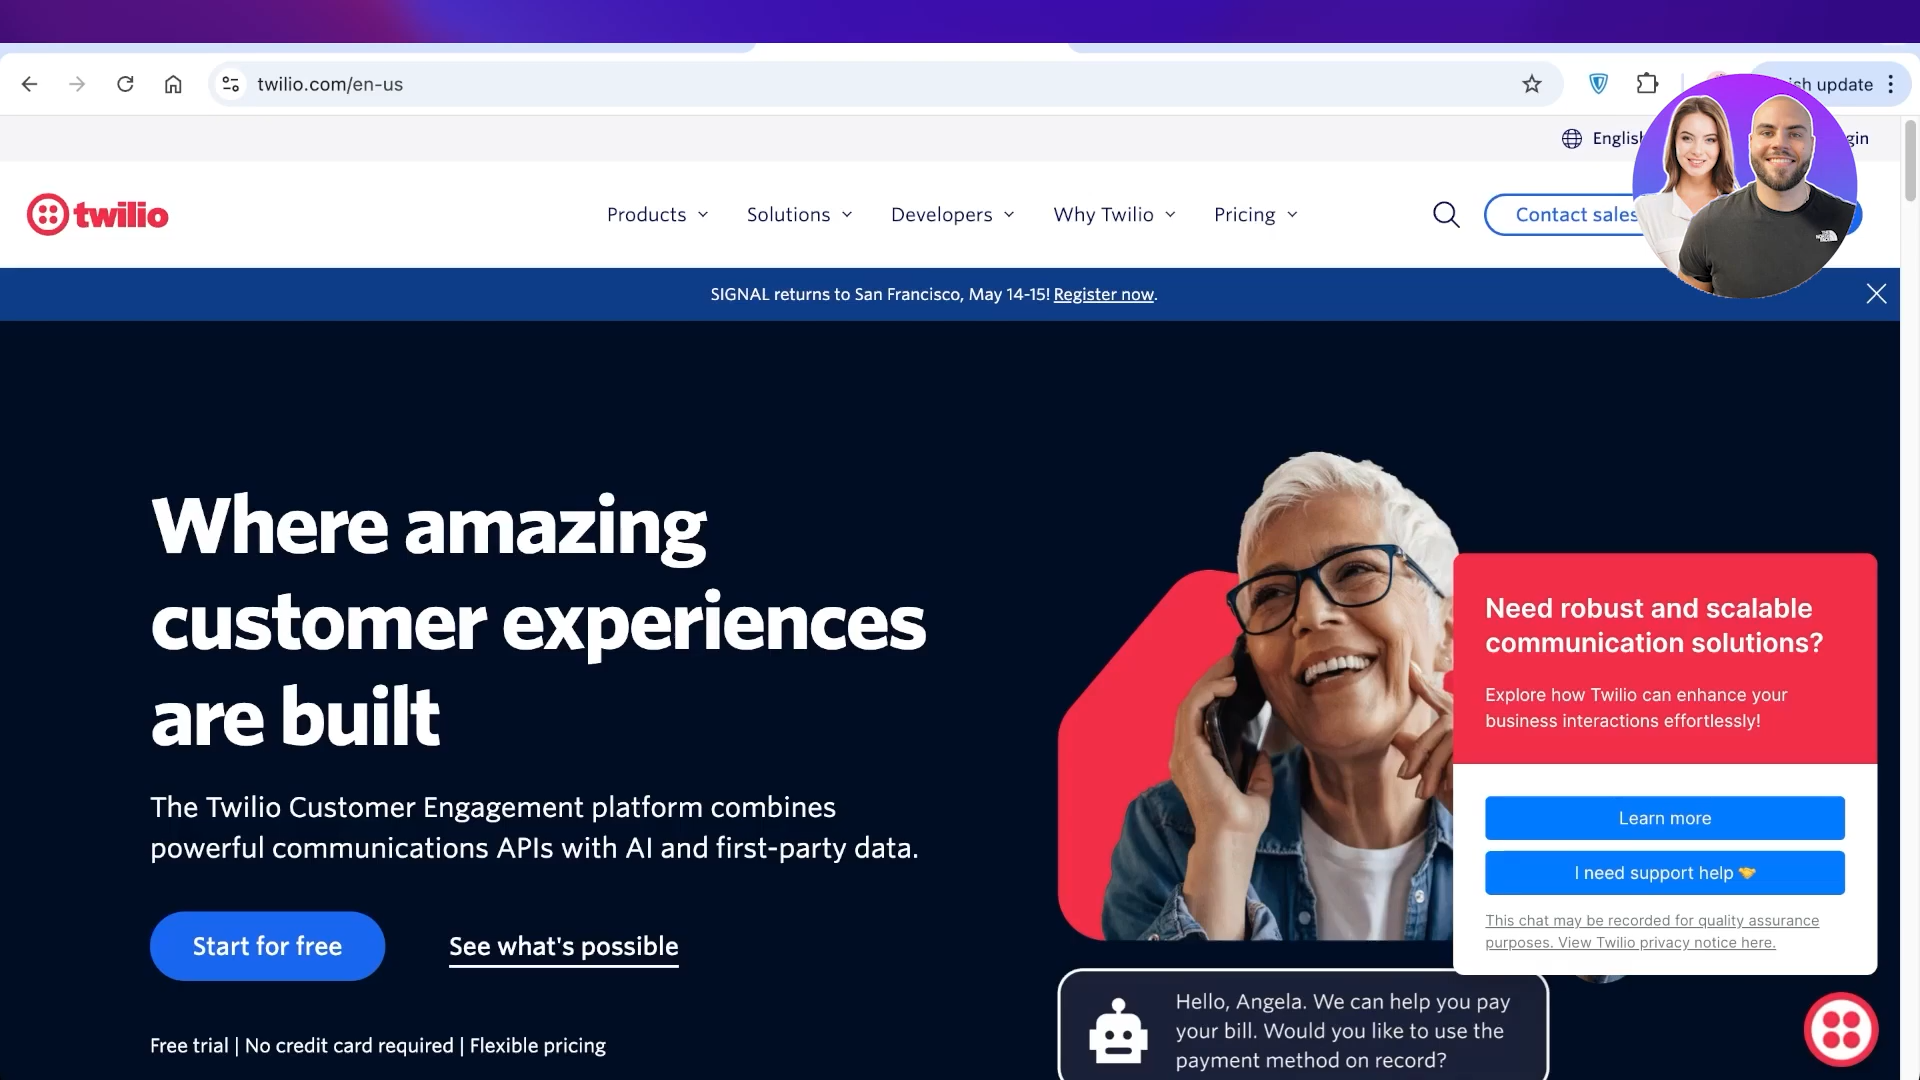 twilio.com/en-us
update
twilio
Products
Solutions
Developers
Why Twilio
Pricing
Contact sales
SIGNAL returns to San Francisco, May 14-15! Register now.
THE NORTH FACE
Where amazing
customer experiences
are built
The Twilio Customer Engagement platform combines
powerful communications APIs with AI and first-party data.
Start for free
See what's possible
Free trial | No credit card required | Flexible pricing
Need robust and scalable
communication solutions?
Explore how Twilio can enhance your
business interactions effortlessly!
Learn more
I need support help 🤝
This chat may be recorded for quality assurance
purposes. View Twilio privacy notice here.
Hello, Angela. We can help you pay
your bill. Would you like to use the
payment method on record?